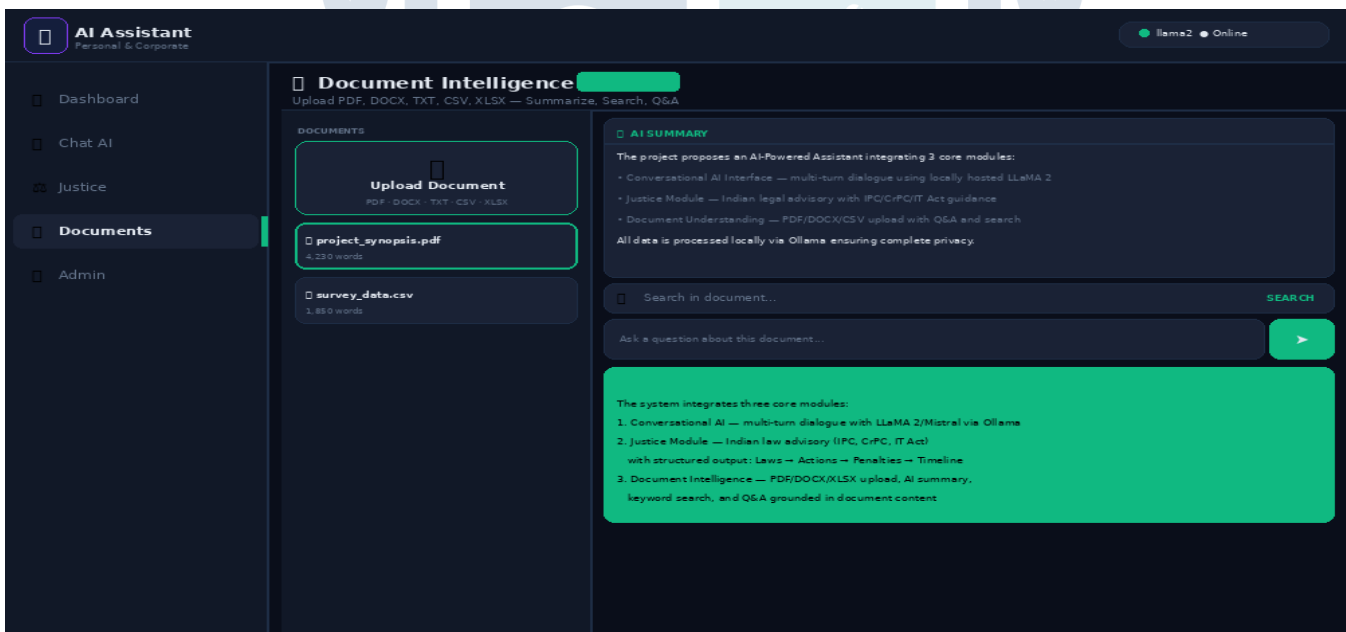 AI Assistant
Personal & Corporate
llama2 ● Online
Dashboard
Chat AI
Justice
Documents
Admin
Document Intelligence
Upload PDF, DOCX, TXT, CSV, XLSX — Summarize, Search, Q&A
DOCUMENTS
Upload Document
PDF · DOCX · TXT · CSV · XLSX
project_synopsis.pdf
4,230 words
survey_data.csv
1,850 words
AI SUMMARY
The project proposes an AI-Powered Assistant integrating 3 core modules:
• Conversational AI Interface — multi-turn dialogue using locally hosted LLaMA 2
• Justice Module — Indian legal advisory with IPC/CrPC/IT Act guidance
• Document Understanding — PDF/DOCX/CSV upload with Q&A and search
All data is processed locally via Ollama ensuring complete privacy.
Search in document...
SEARCH
Ask a question about this document...
The system integrates three core modules:
1. Conversational AI — multi-turn dialogue with LLaMA 2/Mistral via Ollama
2. Justice Module — Indian law advisory (IPC, CrPC, IT Act)
with structured output: Laws → Actions → Penalties → Timeline
3. Document Intelligence — PDF/DOCX/XLSX upload, AI summary,
keyword search, and Q&A grounded in document content